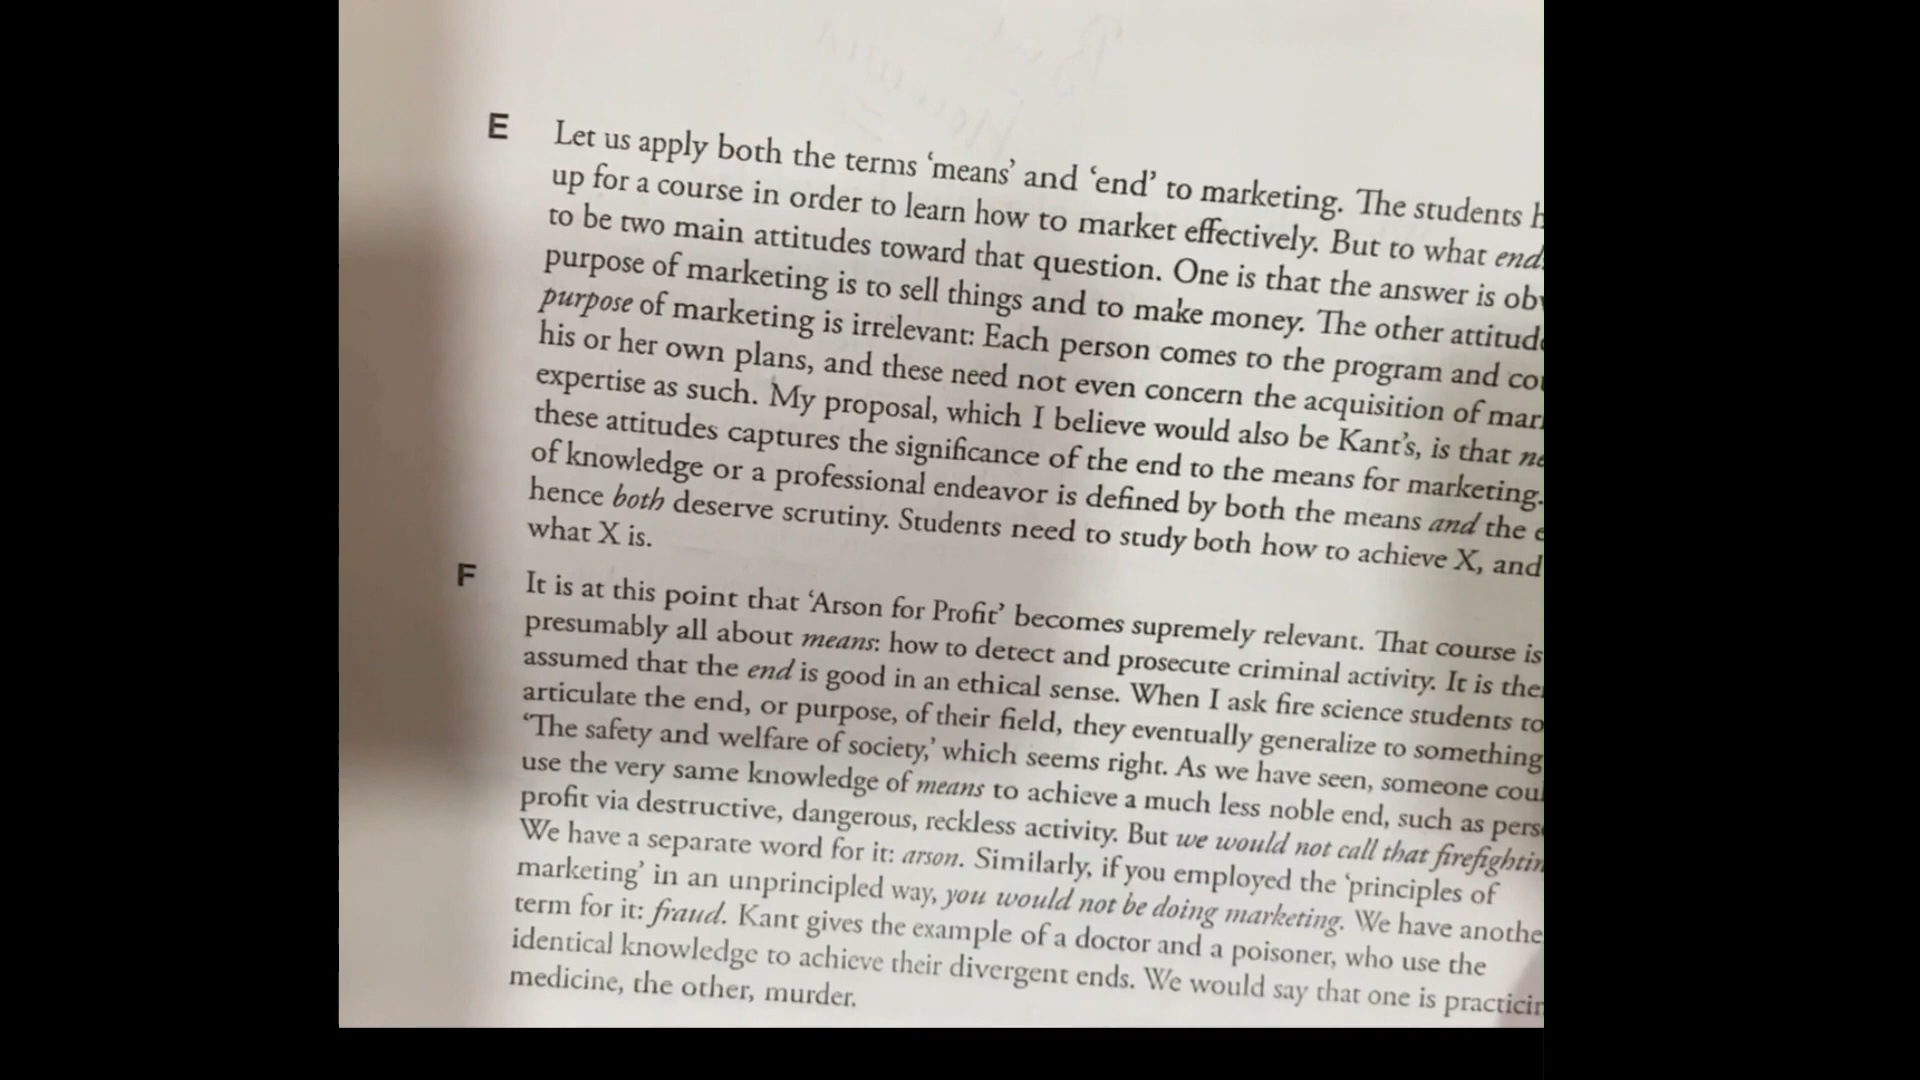 E Let us apply both the terms ‘means’ and ‘end’ to marketing. The students
up for a course in order to learn how to market effectively. But to what end
to be two main attitudes toward that question. One is that the answer is
purpose of marketing is to sell things and to make money. The other
purpose of marketing is irrelevant: Each person comes to the program and
his or her own plans, and these need not even concern the acquisition of
expertise as such. My proposal, which I believe would also be Kant’s, is that
these attitudes captures the significance of the end to the means for marketing.
of knowledge or a professional endeavor is defined by both the means and the
hence both deserve scrutiny. Students need to study both how to achieve X, and
what X is.
F It is at this point that ‘Arson for Profit’ becomes supremely relevant. That course is
presumably all about means: how to detect and prosecute criminal activity. It is
assumed that the end is good in an ethical sense. When I ask fire science students to
articulate the end, or purpose, of their field, they eventually generalize to something
‘The safety and welfare of society,’ which seems right. As we have seen, someone
use the very same knowledge of means to achieve a much less noble end, such as
profit via destructive, dangerous, reckless activity. But we would not call that
We have a separate word for it: arson. Similarly, if you employed the ‘principles of
marketing’ in an unprincipled way, you would not be doing marketing. We have
term for it: fraud. Kant gives the example of a doctor and a poisoner, who use the
identical knowledge to achieve their divergent ends. We would say that one is
medicine, the other, murder.